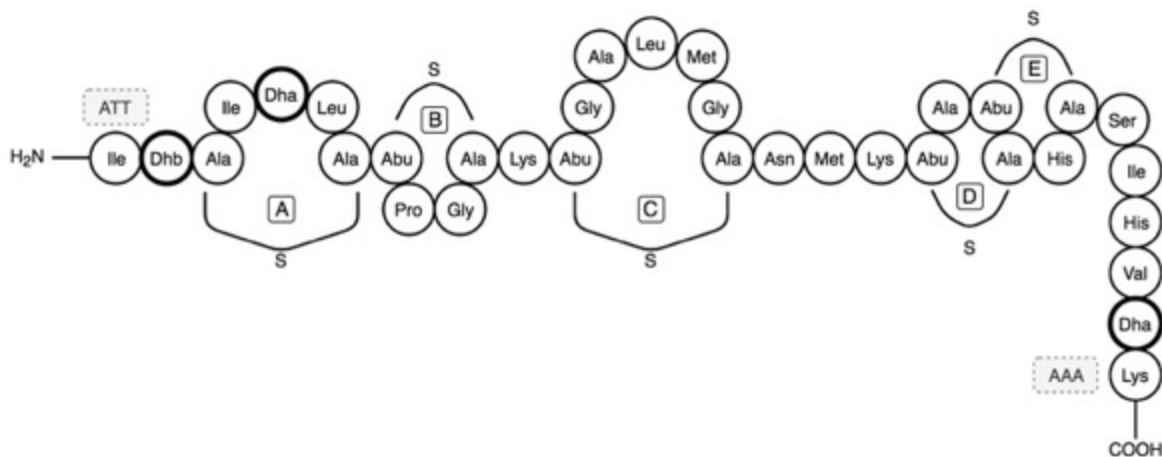 S
S
Ala Leu Met
E
Ile Dha Leu
B
Gly Gly
Ala Abu Ala Ser
ATT
H₂N Ile Dhb Ala Ala Abu Ala Lys Abu Ala Asn Met Lys Abu Ala His Ile
A Pro Gly C D
S S S
His
Val
Dha
AAA Lys
COOH